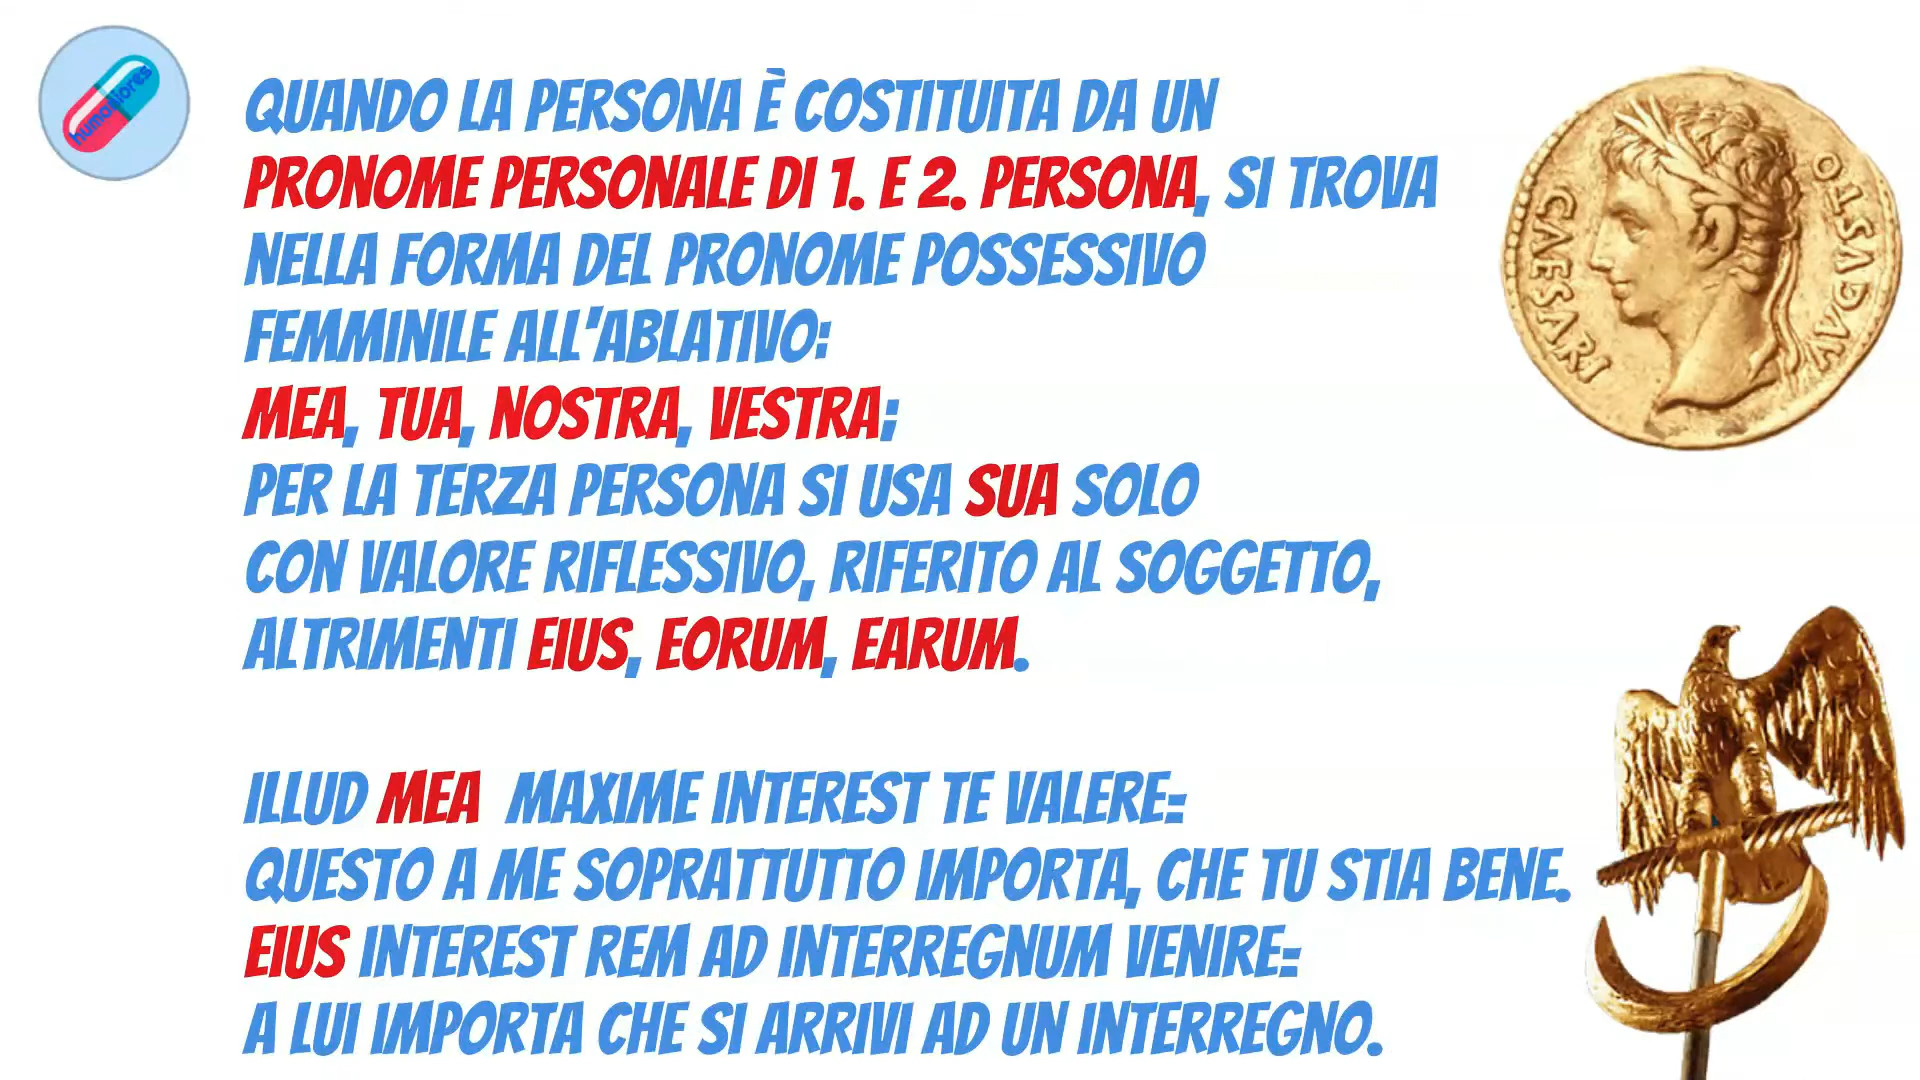 humaniores
QUANDO LA PERSONA È COSTITUITA DA UN
PRONOME PERSONALE DI 1. E 2. PERSONA, SI TROVA
NELLA FORMA DEL PRONOME POSSESSIVO
FEMMINILE ALL'ABLATIVO:
MEA, TUA, NOSTRA, VESTRA;
PER LA TERZA PERSONA SI USA SUA SOLO
CON VALORE RIFLESSIVO, RIFERITO AL SOGGETTO,
ALTRIMENTI EIUS, EORUM, EARUM.
ILLUD MEA MAXIME INTEREST TE VALERE=
QUESTO A ME SOPRATTUTTO IMPORTA, CHE TU STIA BENE.
EIUS INTEREST REM AD INTERREGNUM VENIRE=
A LUI IMPORTA CHE SI ARRIVI AD UN INTERREGNO.
CAESARI
AVGVSTO